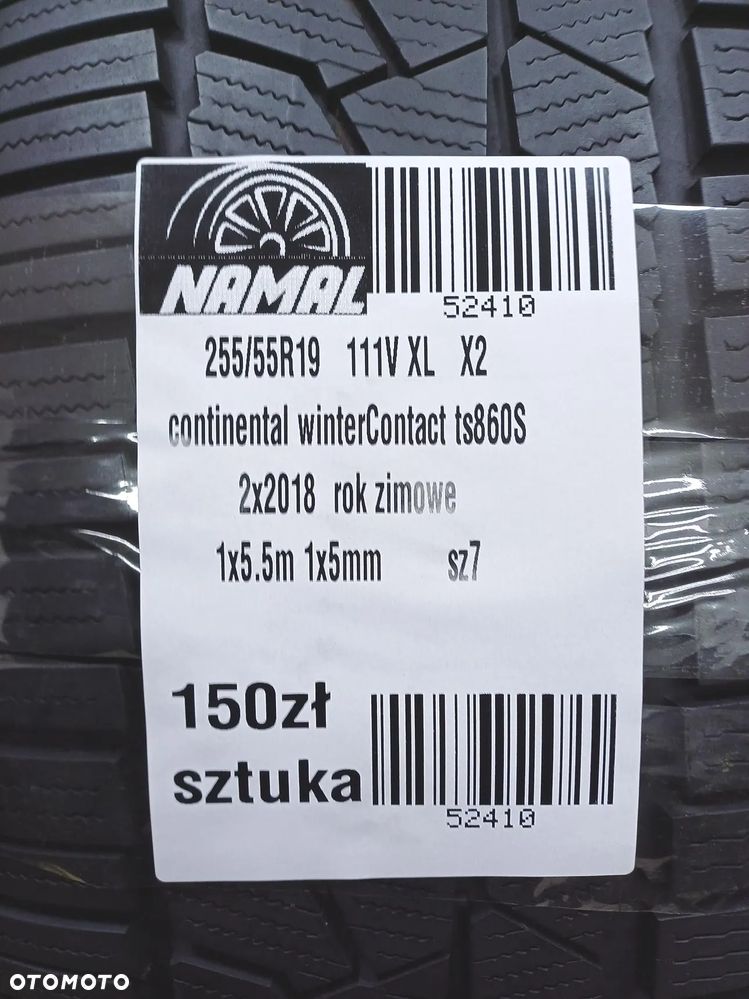 NAMAL
52410
255/55R19 111V XL X2
continental winterContact ts860S
2x2018 rok zimowe
1x5.5m 1x5mm sz7
150zł
sztuka
52410
OTOMOTO